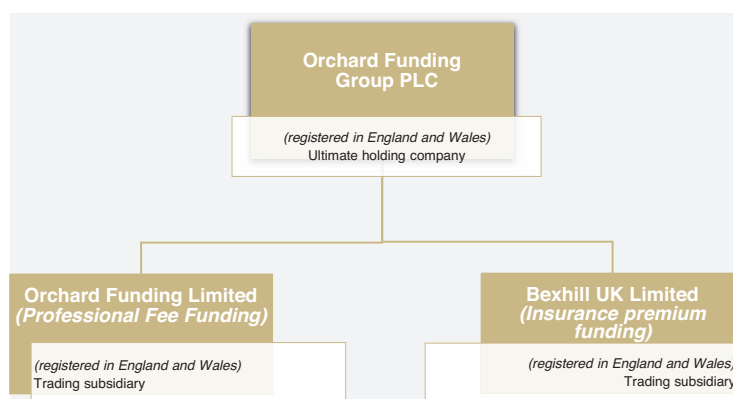 Orchard Funding
Group PLC
(registered in England and Wales)
Ultimate holding company
Orchard Funding Limited
(Professional Fee Funding)
(registered in England and Wales)
Trading subsidiary
Bexhill UK Limited
(Insurance premium
funding)
(registered in England and Wales)
Trading subsidiary